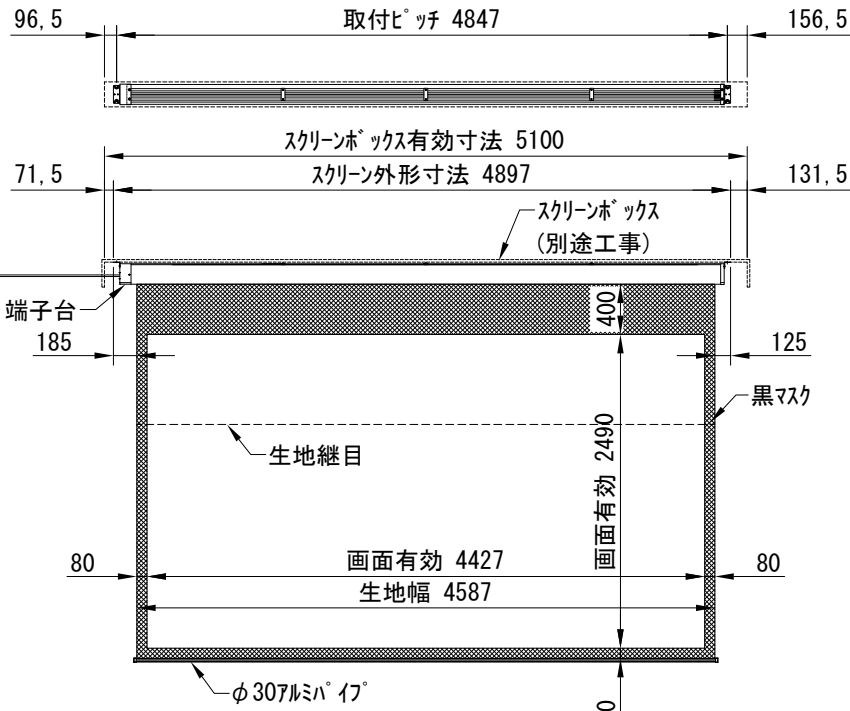 96,5
取付ピッチ 4847
156,5
スクリーンボックス有効寸法 5100
71,5
スクリーン外形寸法 4897
131,5
スクリーンボックス
(別途工事)
端子台
400
185
125
黒マスク
生地継目
画面有効 2490
80
画面有効 4427
80
生地幅 4587
φ30アルミパイプ